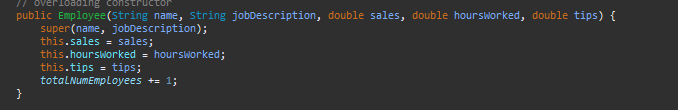 // overloading constructor
public Employee(String name, String jobDescription, double sales, double hoursWorked, double tips) {
super(name, jobDescription);
this.sales = sales;
this.hoursWorked = hoursWorked;
this.tips = tips;
totalNumEmployees += 1;
}